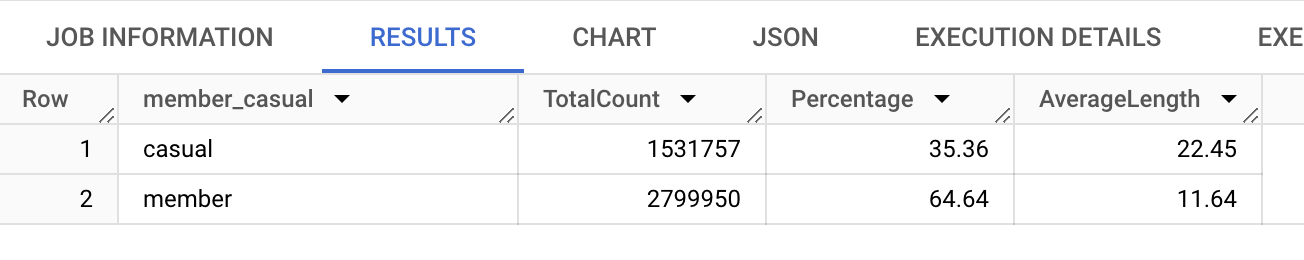 JOB INFORMATION RESULTS CHART JSON EXECUTION DETAILS EXE
Row member_casual TotalCount Percentage AverageLength
1 casual 1531757 35.36 22.45
2 member 2799950 64.64 11.64